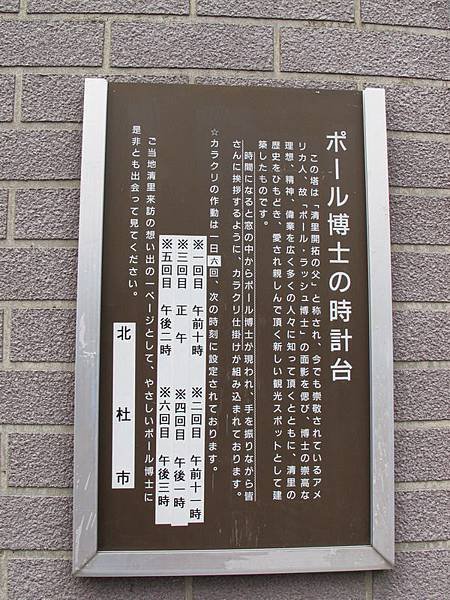 ポール博士の時計台
この塔は「清里開拓の父」と称され、今でも崇敬されているアメ
リカ人、故「ポール・ラッシュ博士」の面影を偲び、博士の崇高な
理想、精神、偉業を広く多くの人々に知って頂くとともに、清里の
歴史をひもとき、愛され親しんで頂く新しい観光スポットとして建
築したものです。
時間になると窓の中からポール博士が現われ、手を振りながら皆
さんに挨拶するように、カラクリ仕掛けが組み込まれております。
☆カラクリの作動は一日六回、次の時刻に設定されております。
※一回目 午前十時 ※二回目 午前十一時
※三回目 正午 ※四回目 午後一時
※五回目 午後二時 ※六回目 午後三時
ご当地清里来訪の想い出の一ページとして、やさしいポール博士に
是非とも出会って見てください。
北杜市